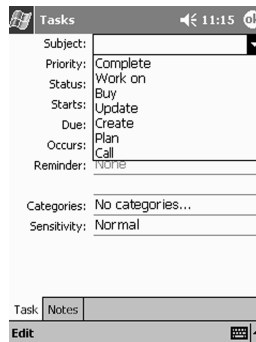 Tasks 11:15 ok
Subject:
Priority: Complete
Status: Work on
Buy
Starts: Update
Due: Create
Occurs: Plan
Call
Reminder: None
Categories: No categories...
Sensitivity: Normal
Task Notes
Edit